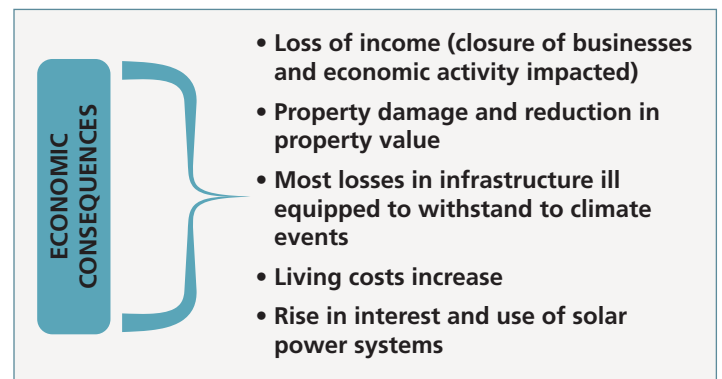 ECONOMIC
CONSEQUENCES
• Loss of income (closure of businesses
and economic activity impacted)
• Property damage and reduction in
property value
• Most losses in infrastructure ill
equipped to withstand to climate
events
• Living costs increase
• Rise in interest and use of solar
power systems